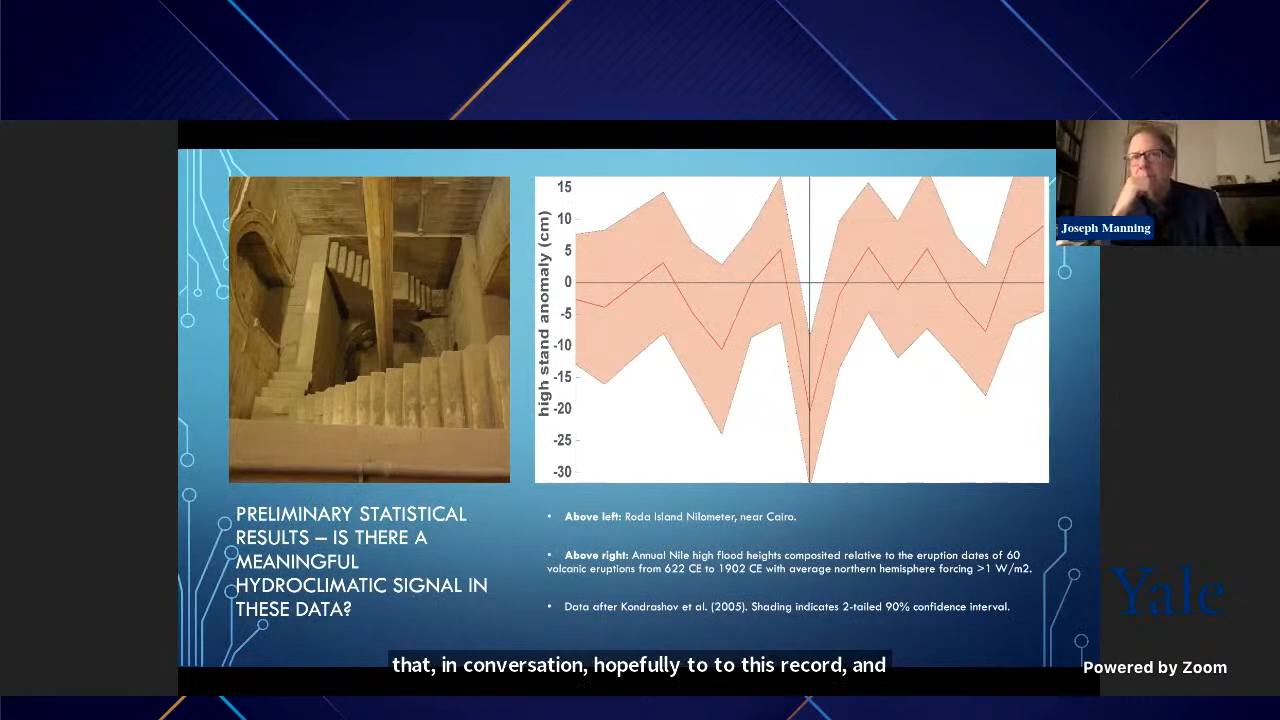 Joseph Manning
high stand anomaly (cm)
15
10
5
0
-5
-10
-15
-20
-25
-30
PRELIMINARY STATISTICAL
RESULTS – IS THERE A
MEANINGFUL
HYDROCLIMATIC SIGNAL IN
THESE DATA?
• Above left: Roda Island Nilometer, near Cairo.
• Above right: Annual Nile high flood heights composited relative to the eruption dates of 60
volcanic eruptions from 622 CE to 1902 CE with average northern hemisphere forcing >1 W/m2.
• Data after Kondrashov et al. (2005). Shading indicates 2-tailed 90% confidence interval.
Yale
that, in conversation, hopefully to to this record, and
Powered by Zoom